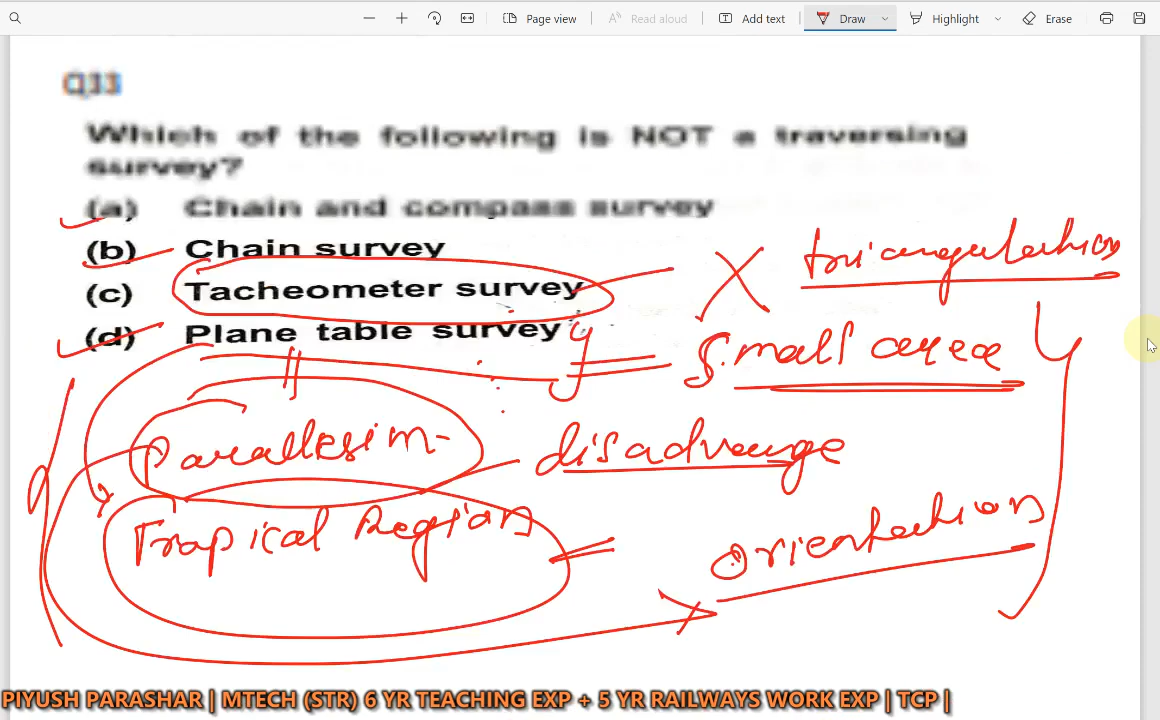 Page view
Read aloud
Add text
Draw
Highlight
Erase
Q33
Which of the following is NOT a traversing
survey?
(a) Chain and compass survey
(b) Chain survey
(c) Tacheometer survey
(d) Plane table survey
triangulation
small area
disadvange
Tropical Region
orientation
PIYUSH PARASHAR | MTECH (STR) 6 YR TEACHING EXP + 5 YR RAILWAYS WORK EXP | TCP |